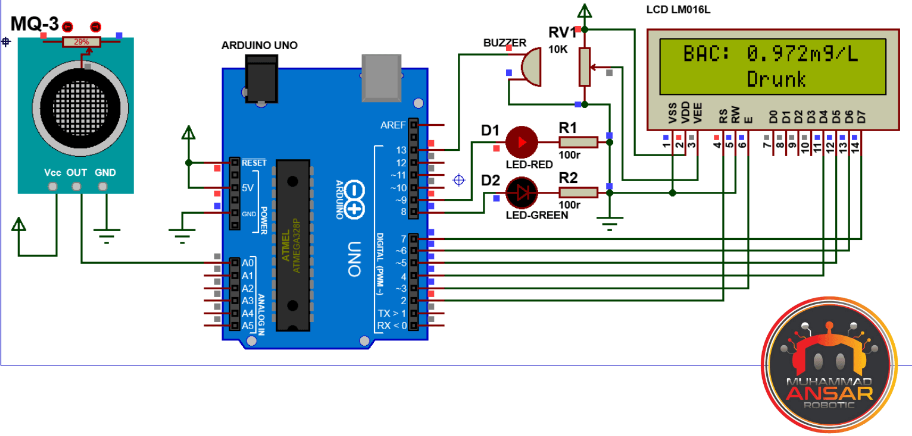 MQ-3
29%
Vcc OUT GND
ARDUINO UNO
RESET
5V
GND
POWER
A0
A1
A2
A3
A4
A5
ANALOG IN
ATMEL
ATMEGA328P
ARDUINO
UNO
AREF
13
12
~11
~10
~9
8
7
~6
~5
4
~3
2
TX > 1
RX < 0
DIGITAL (PWM ~)
BUZZER
RV1
10K
D1
LED-RED
R1
100r
D2
LED-GREEN
R2
100r
LCD LM016L
BAC: 0.972mg/L
Drunk
VSS
VDD
VEE
RS
RW
E
D0
D1
D2
D3
D4
D5
D6
D7
1
2
3
4
5
6
7
8
9
10
11
12
13
14
MUHAMMAD
ANSAR
ROBOTIC